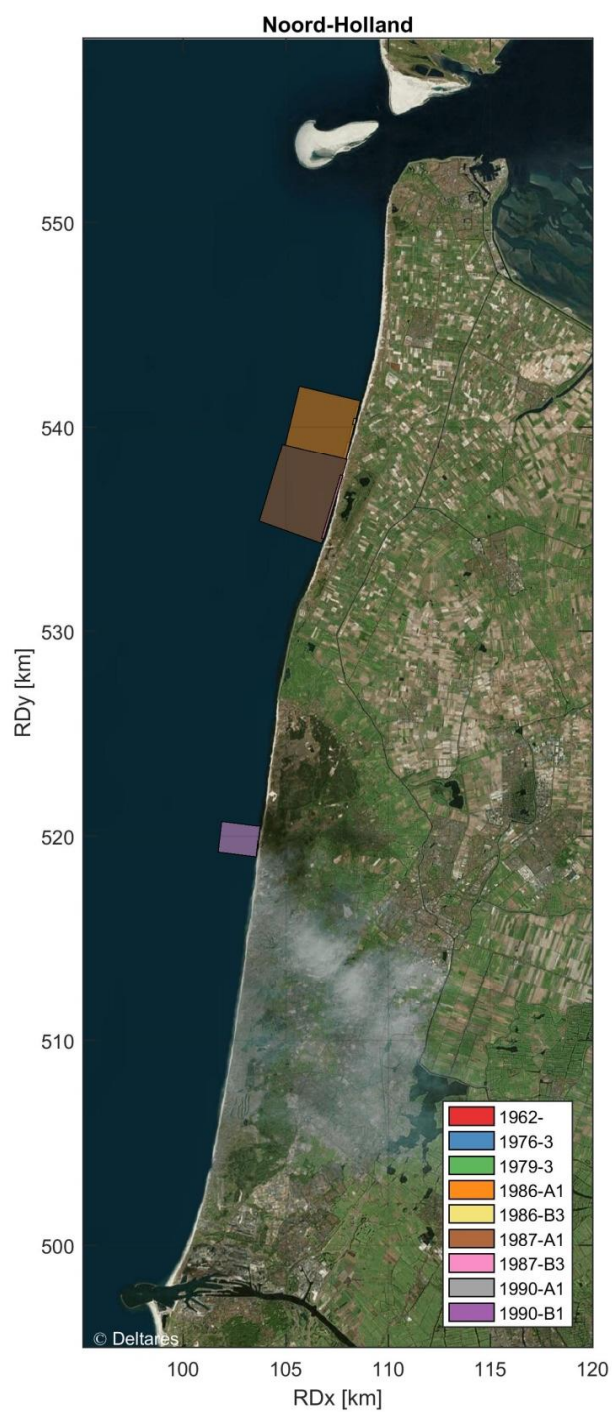 Noord-Holland
RDy [km]
550
540
530
520
510
500
1962-
1976-3
1979-3
1986-A1
1986-B3
1987-A1
1987-B3
1990-A1
1990-B1
© Deltares
100
105
110
115
120
RDx [km]